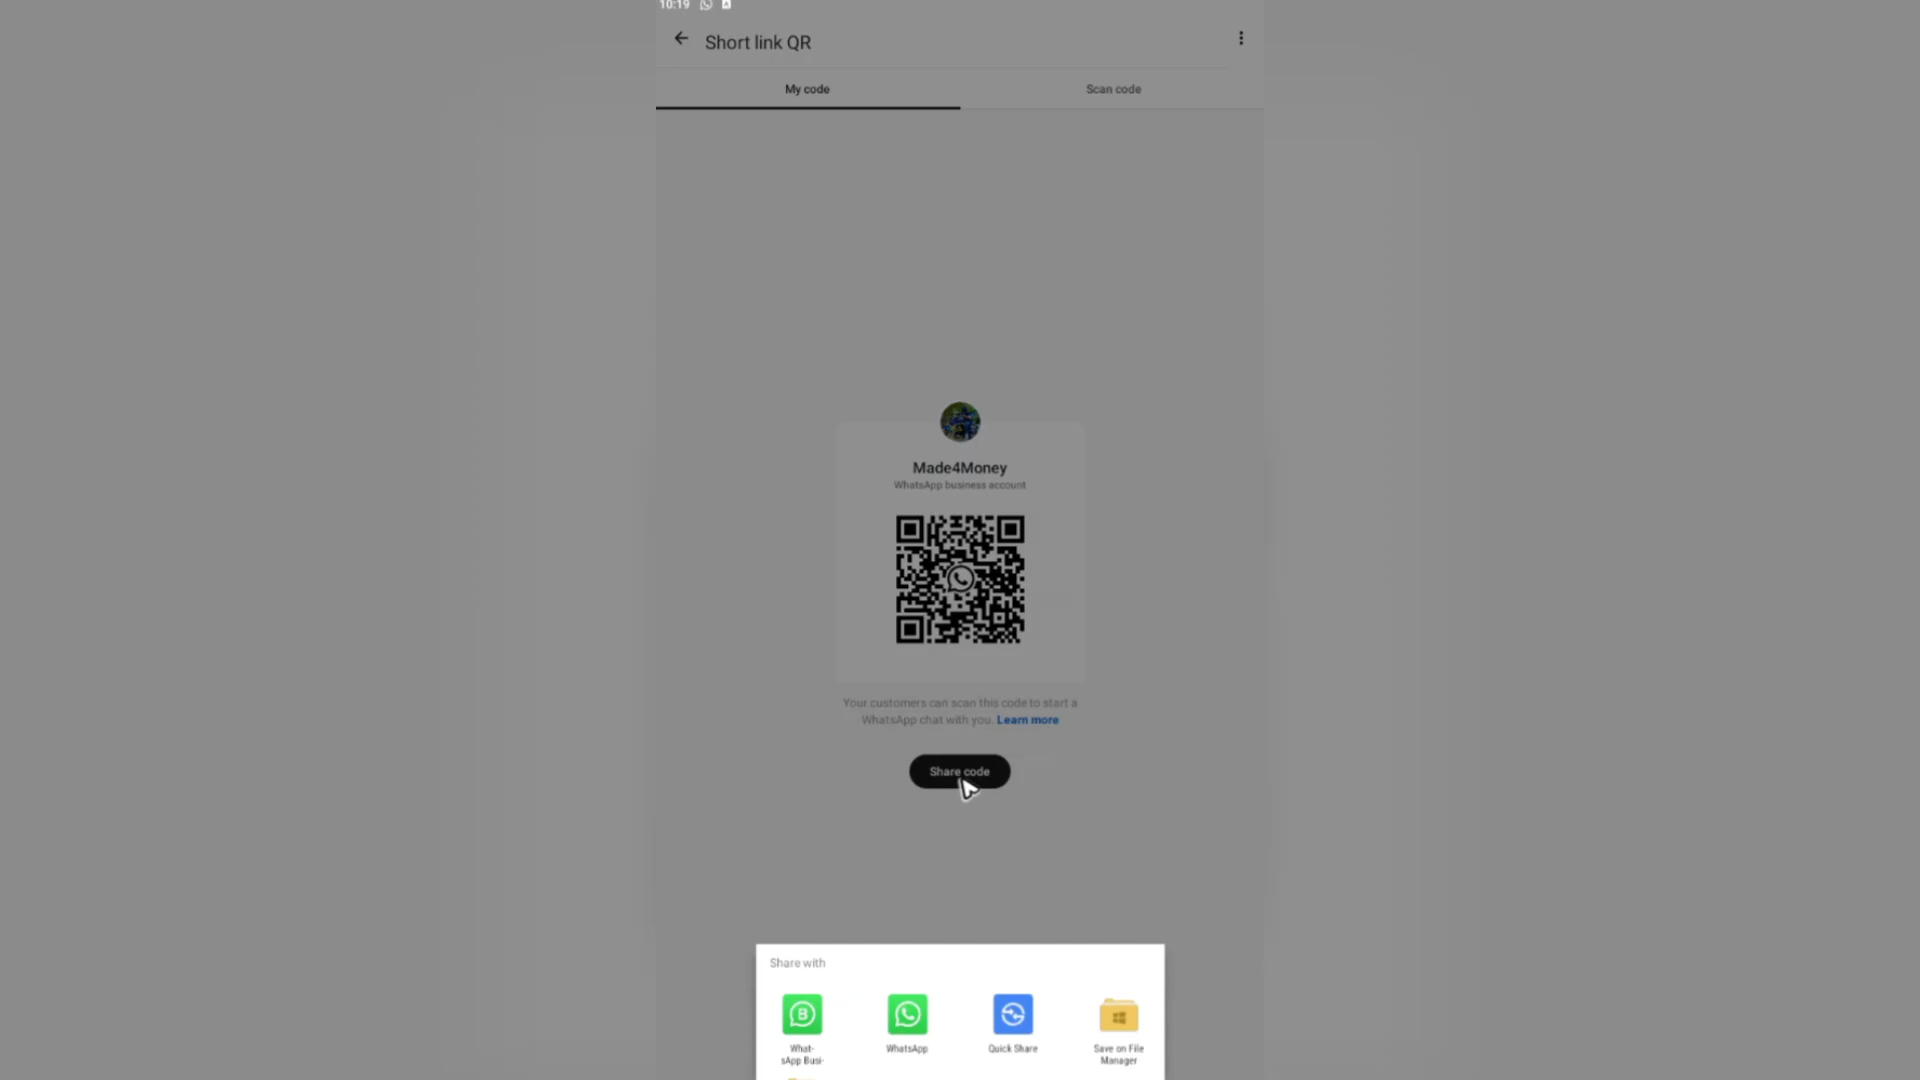 10:19
Short link QR
My code
Scan code
Made4Money
WhatsApp business account
Your customers can scan this code to start a
WhatsApp chat with you. Learn more
Share code
Share with
What-
sApp Busi-
WhatsApp
Quick Share
Save on File
Manager